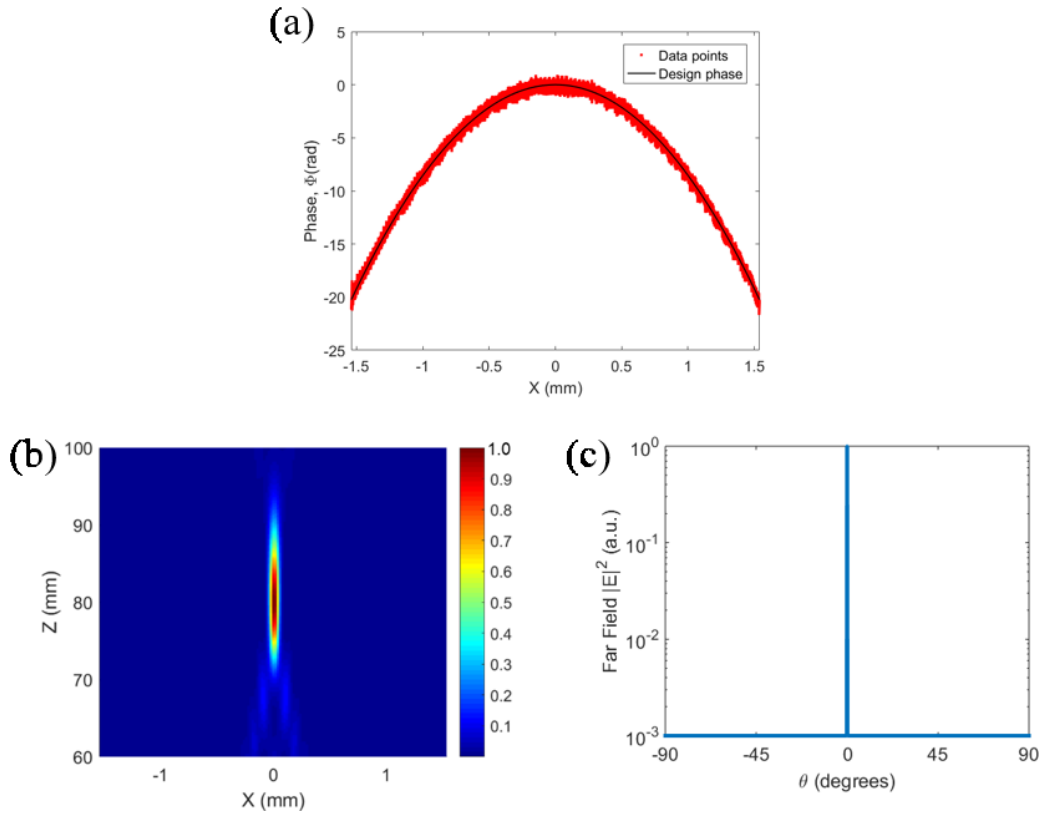 (a)
5
0
-5
-10
-15
-20
-25
Phase, Φ(rad)
Data points
Design phase
-1.5 -1 -0.5 0 0.5 1 1.5
X (mm)
(b)
100
90
80
70
60
Z (mm)
-1 0 1
X (mm)
1.0
0.9
0.8
0.7
0.6
0.5
0.4
0.3
0.2
0.1
(c)
10^0
10^-1
10^-2
10^-3
Far Field |E|^2 (a.u.)
-90 -45 0 45 90
θ (degrees)